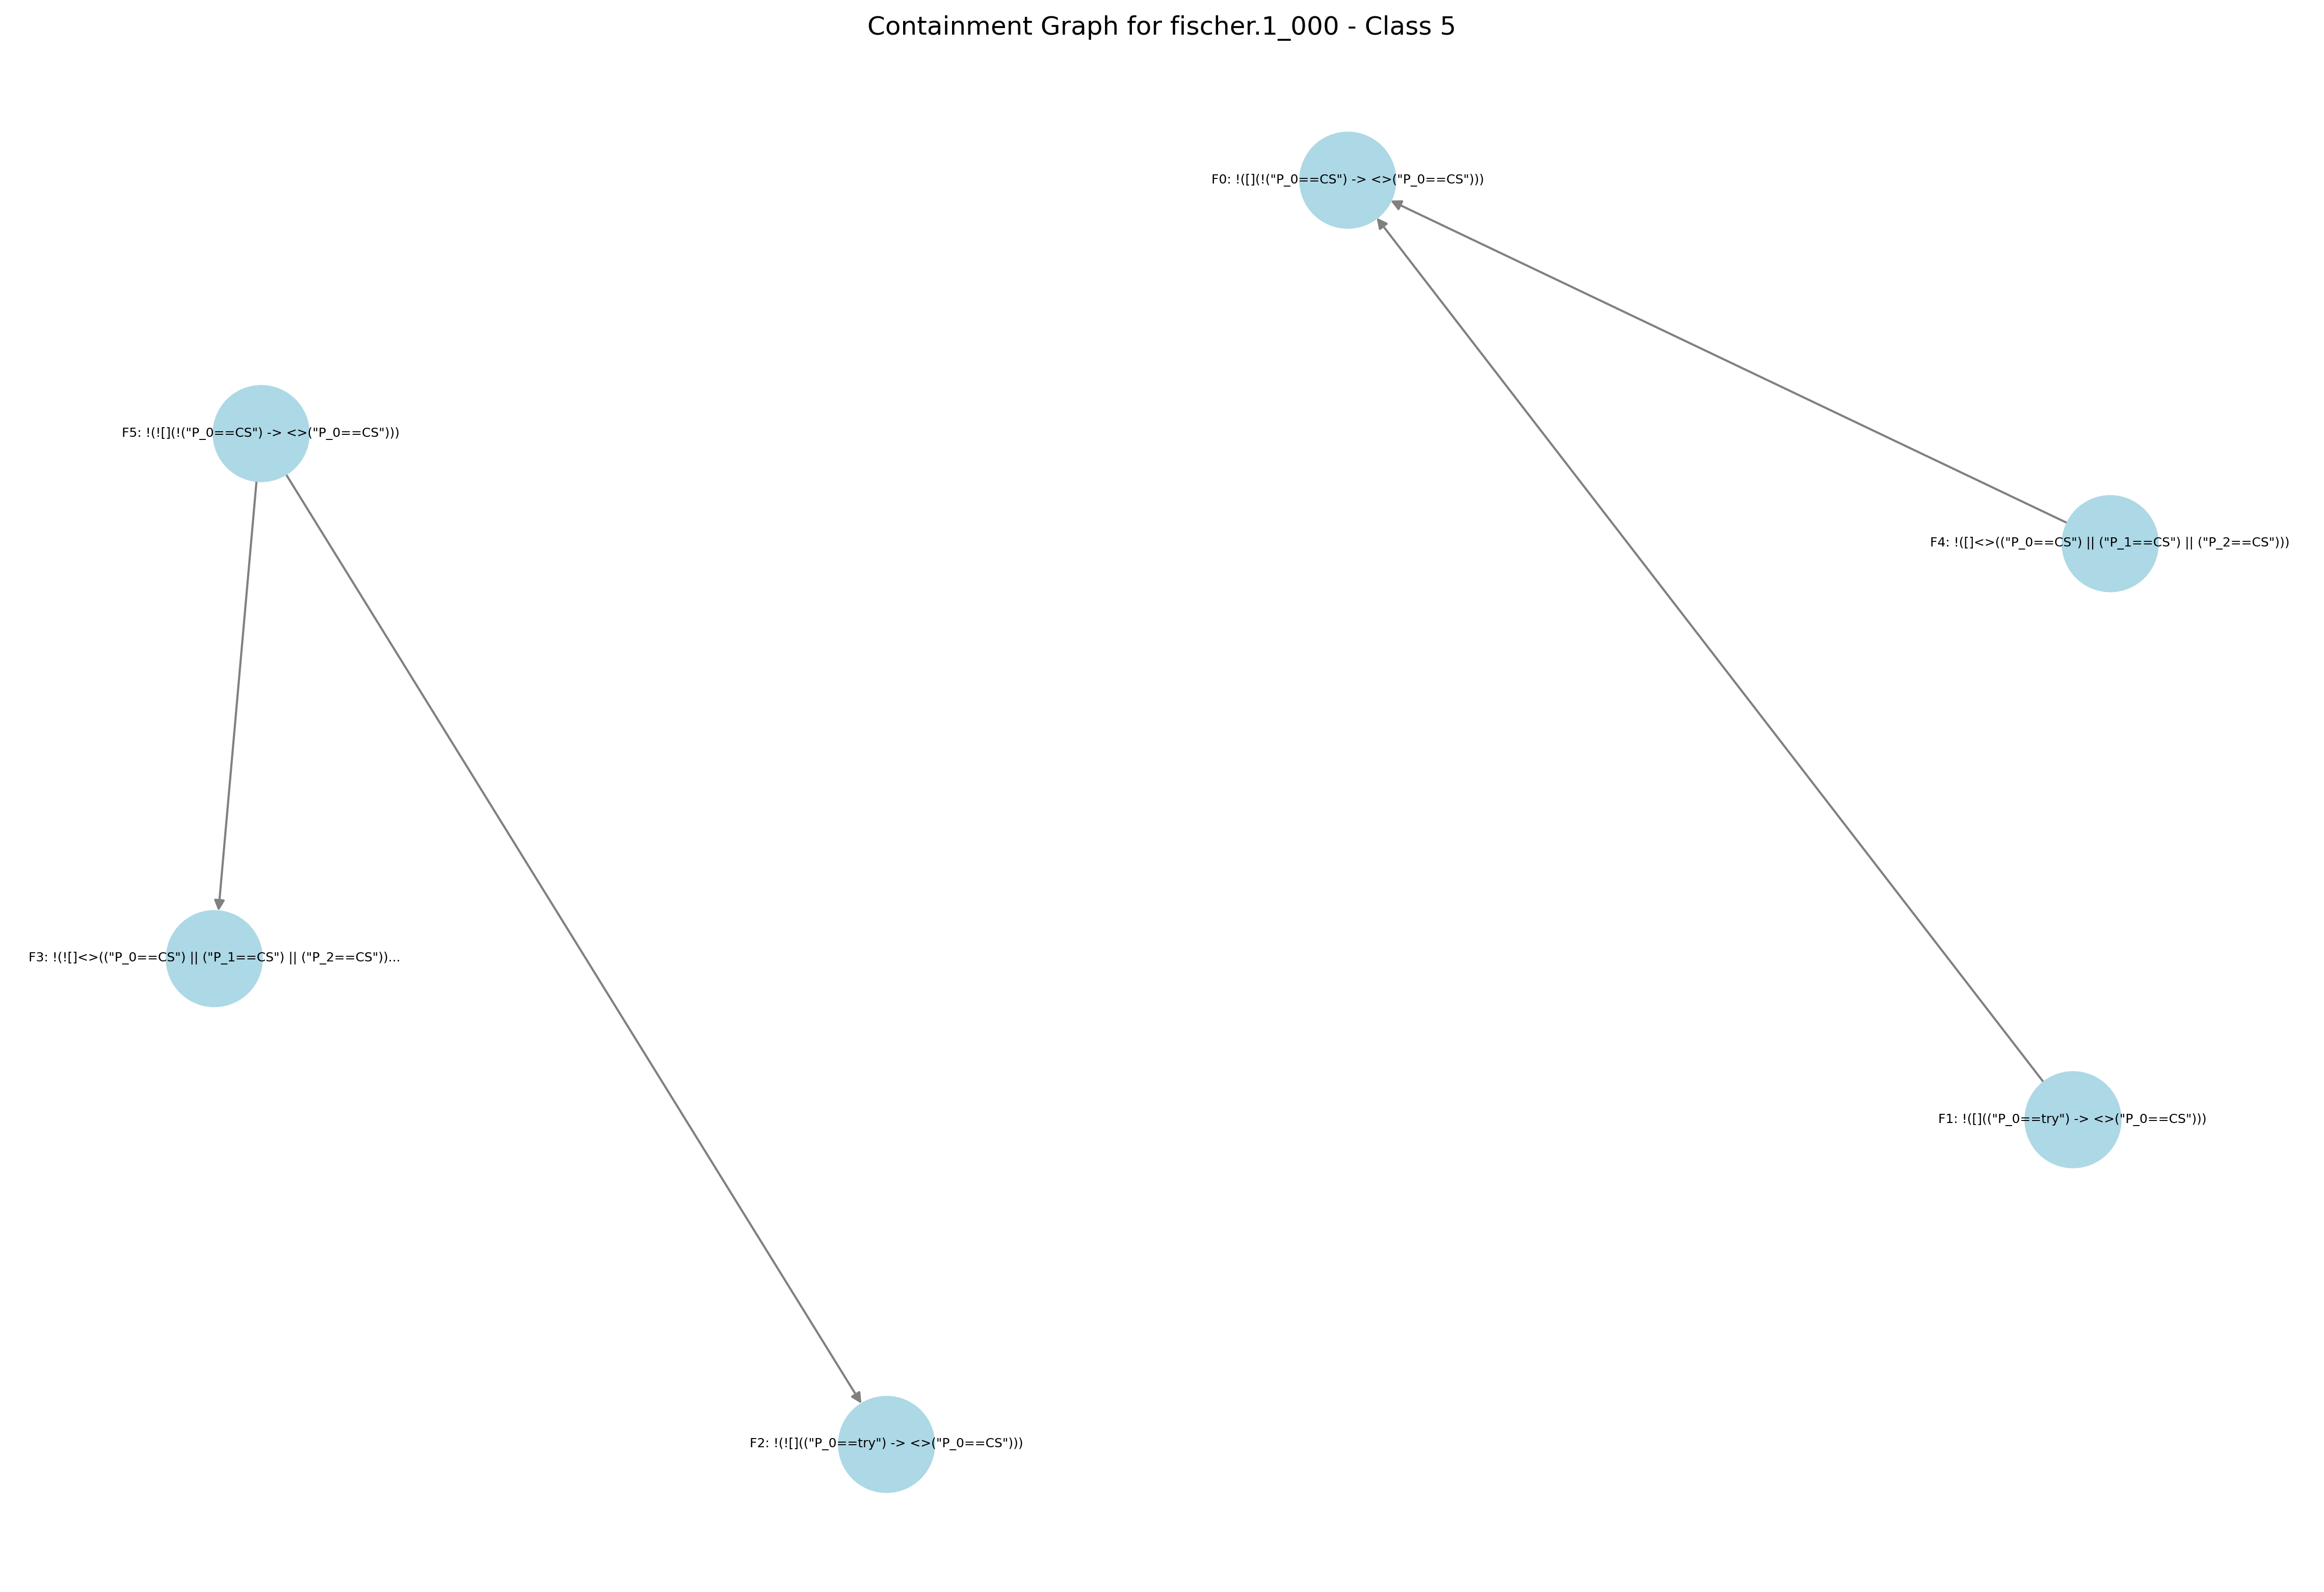 Containment Graph for fischer.1_000 - Class 5
F0: !([](!("P_0==CS") -> <>("P_0==CS")))
F5: !(![](!("P_0==CS") -> <>("P_0==CS")))
F4: !([]<>(("P_0==CS") || ("P_1==CS") || ("P_2==CS")))
F3: !(![]<>(("P_0==CS") || ("P_1==CS") || ("P_2==CS"))...
F1: !([](("P_0==try") -> <>("P_0==CS")))
F2: !(![](("P_0==try") -> <>("P_0==CS")))